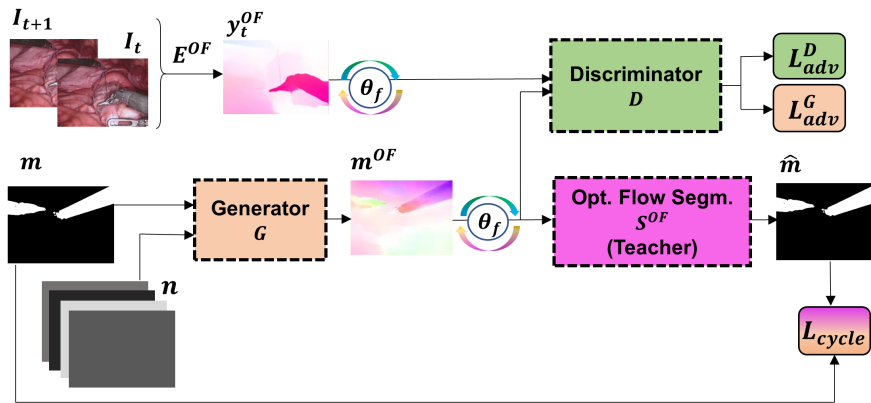 I_{t+1}
I_t
E^{OF}
y_t^{OF}
θ_f
Discriminator
D
L_{adv}^D
L_{adv}^G
m
Generator
G
m^{OF}
θ_f
Opt. Flow Segm.
S^{OF}
(Teacher)
m̂
n
L_{cycle}